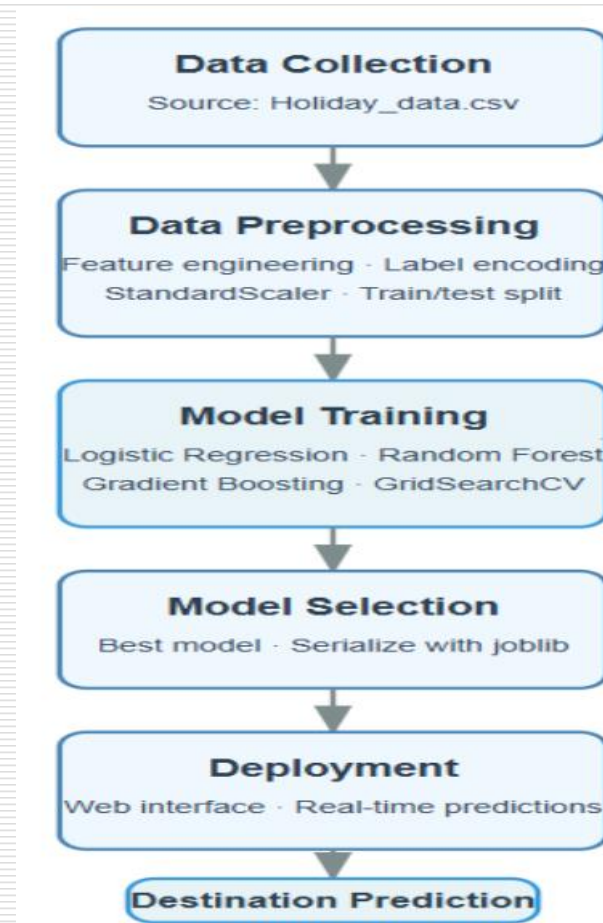 Data Collection
Source: Holiday_data.csv
Data Preprocessing
Feature engineering · Label encoding
StandardScaler · Train/test split
Model Training
Logistic Regression · Random Forest
Gradient Boosting · GridSearchCV
Model Selection
Best model · Serialize with joblib
Deployment
Web interface · Real-time predictions
Destination Prediction